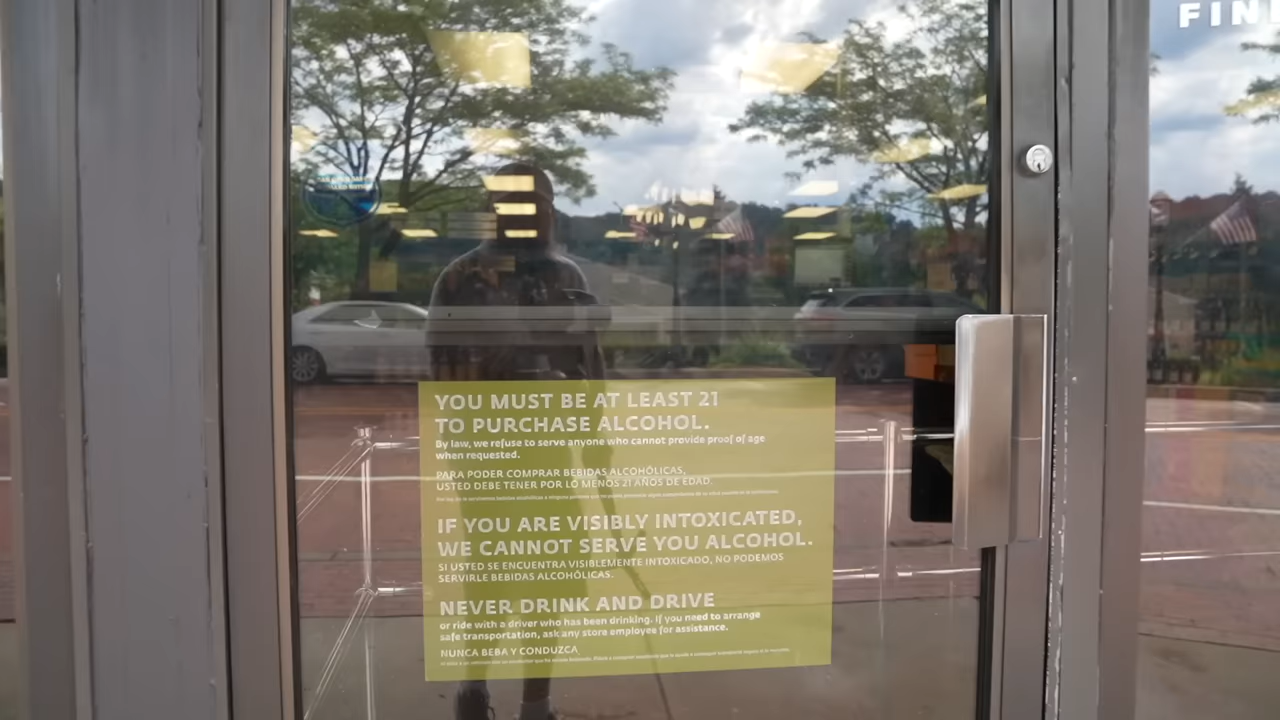 FIN
YOU MUST BE AT LEAST 21
TO PURCHASE ALCOHOL.
By law, we refuse to serve anyone who cannot provide proof of age
when requested.
PARA PODER COMPRAR BEBIDAS ALCOHÓLICAS,
USTED DEBE TENER POR LO MENOS 21 AÑOS DE EDAD.
IF YOU ARE VISIBLY INTOXICATED,
WE CANNOT SERVE YOU ALCOHOL.
SI USTED SE ENCUENTRA VISIBLEMENTE INTOXICADO, NO PODEMOS
SERVIRLE BEBIDAS ALCOHÓLICAS.
NEVER DRINK AND DRIVE
or ride with a driver who has been drinking. If you need to arrange
safe transportation, ask any store employee for assistance.
NUNCA BEBA Y CONDUZCA